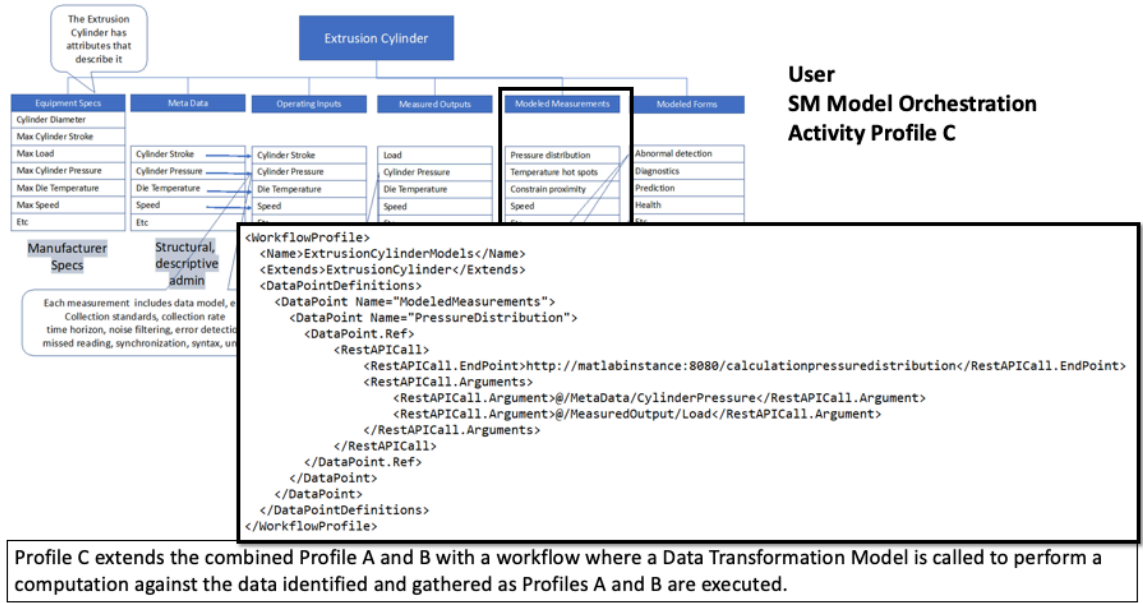 The Extrusion
Cylinder has
attributes that
describe it
Extrusion Cylinder
User
SM Model Orchestration
Activity Profile C
Equipment Specs
Cylinder Diameter
Max Cylinder Stroke
Max Load
Max Cylinder Pressure
Max Die Temperature
Max Speed
Etc
Manufacturer
Specs
Meta Data
Cylinder Stroke
Cylinder Pressure
Die Temperature
Speed
Etc
Structural,
descriptive
admin
Operating Inputs
Cylinder Stroke
Cylinder Pressure
Die Temperature
Speed
Measured Outputs
Load
Cylinder Pressure
Die Temperature
Speed
Modeled Measurements
Pressure distribution
Temperature hot spots
Constrain proximity
Speed
Modeled Forms
Abnormal detection
Diagnostics
Prediction
Health
Each measurement includes data model,
Collection standards, collection rate
time horizon, noise filtering, error
missed reading, synchronization, syntax,
<WorkflowProfile>
<Name>ExtrusionCylinderModels</Name>
<Extends>ExtrusionCylinder</Extends>
<DataPointDefinitions>
<DataPoint Name="ModeledMeasurements">
<DataPoint Name="PressureDistribution">
<DataPoint.Ref>
<RestAPICall>
<RestAPICall.EndPoint>http://matlabinstance:8080/calculationpressuredistribution</RestAPICall.EndPoint>
<RestAPICall.Arguments>
<RestAPICall.Argument>@/MetaData/CylinderPressure</RestAPICall.Argument>
<RestAPICall.Argument>@/MeasuredOutput/Load</RestAPICall.Argument>
</RestAPICall.Arguments>
</RestAPICall>
</DataPoint.Ref>
</DataPoint>
</DataPoint>
</DataPointDefinitions>
</WorkflowProfile>
Profile C extends the combined Profile A and B with a workflow where a Data Transformation Model is called to perform a
computation against the data identified and gathered as Profiles A and B are executed.